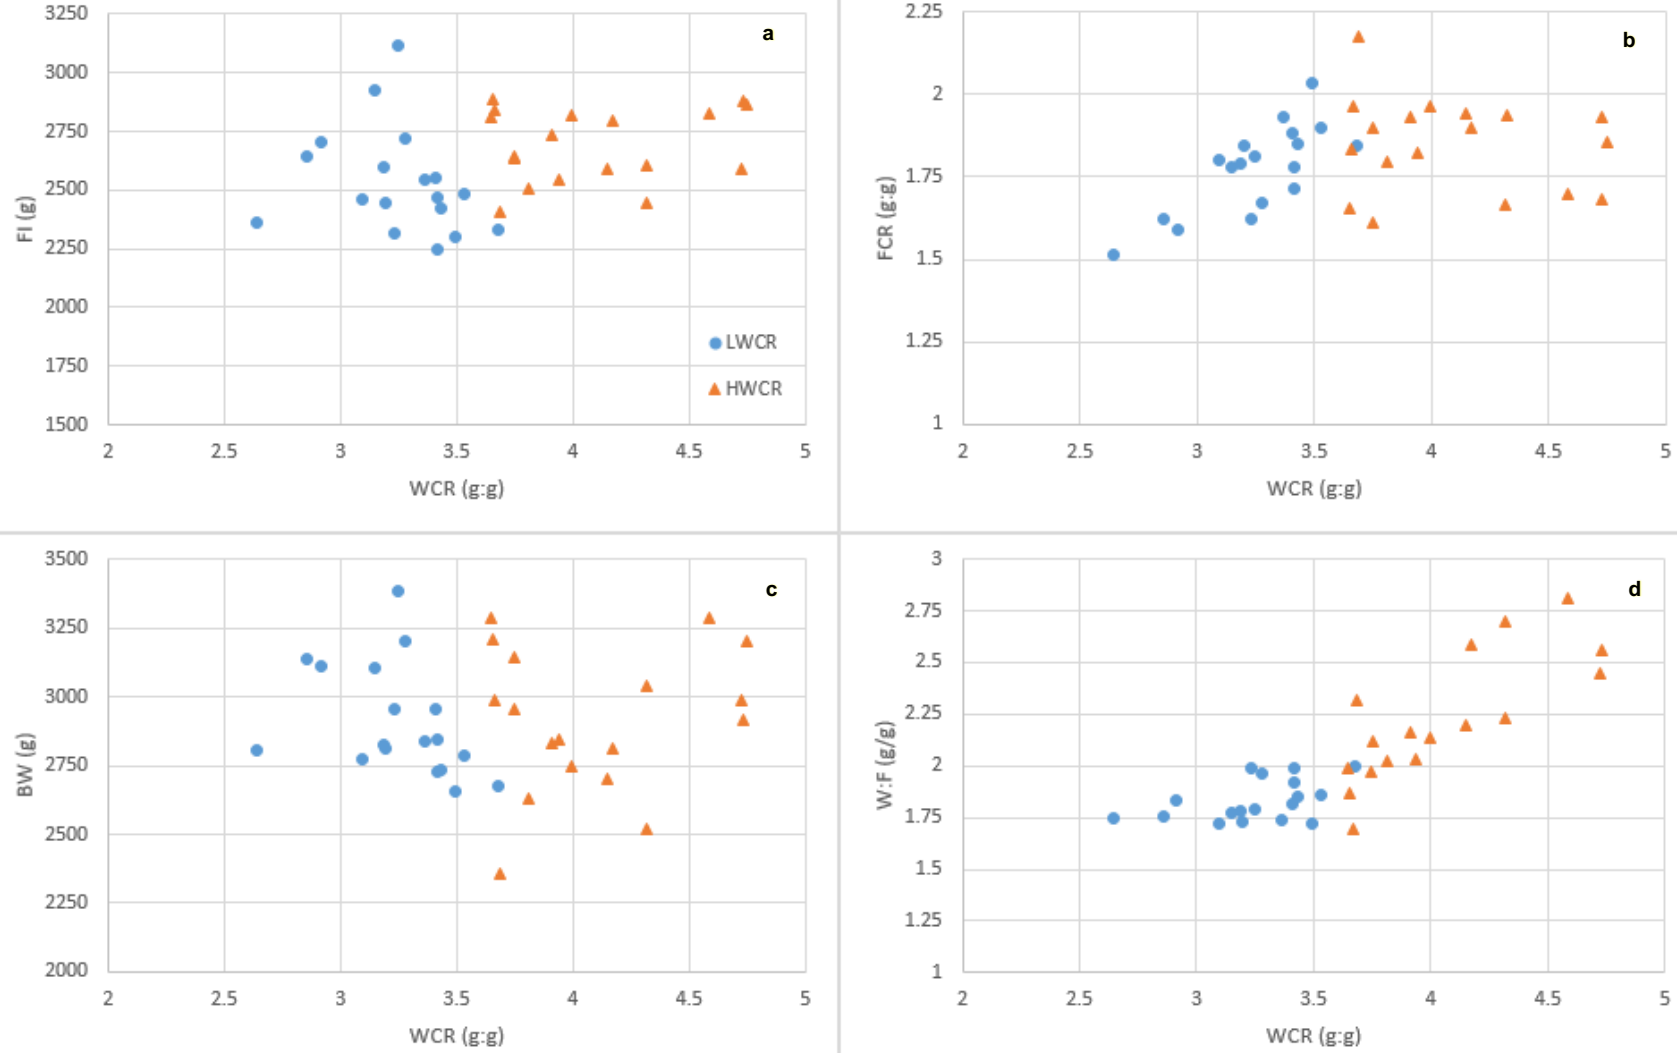 3250
3000
2750
2500
2250
2000
1750
1500
FI (g)
a
LWCR
HWCR
2 2.5 3 3.5 4 4.5 5
WCR (g:g)
2.25
2
1.75
1.5
1.25
1
FCR (g:g)
b
2 2.5 3 3.5 4 4.5 5
WCR (g:g)
3500
3250
3000
2750
2500
2250
2000
BW (g)
c
2 2.5 3 3.5 4 4.5 5
WCR (g:g)
3
2.75
2.5
2.25
2
1.75
1.5
1.25
1
W:F (g/g)
d
2 2.5 3 3.5 4 4.5 5
WCR (g:g)